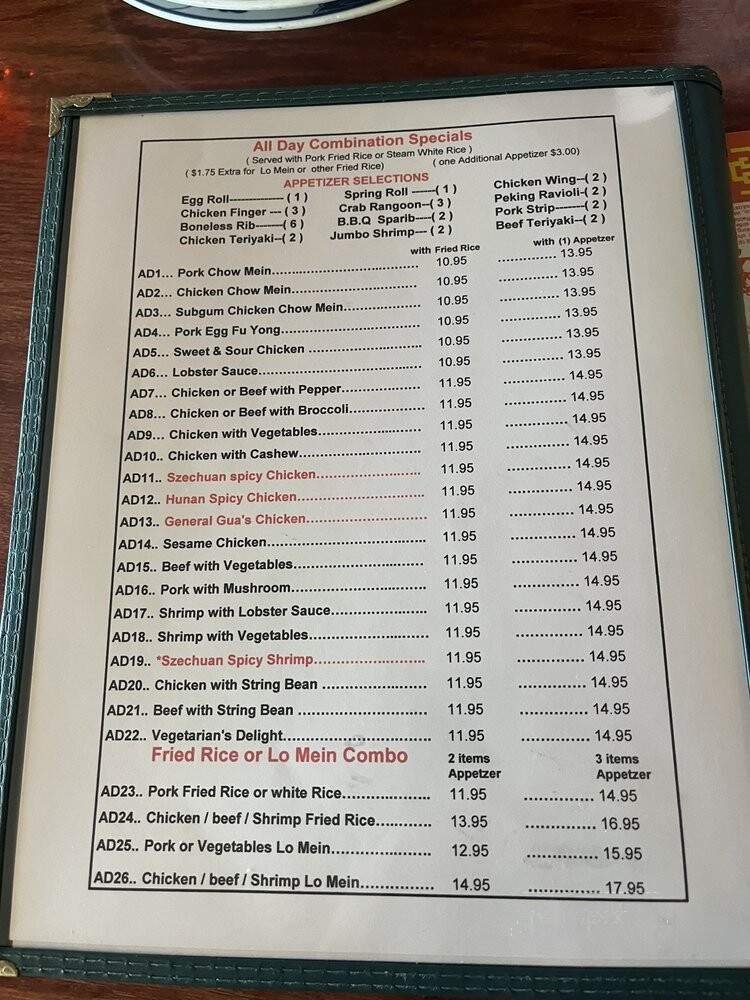 All Day Combination Specials
( Served with Pork Fried Rice or Steam White Rice )
( $1.75 Extra for Lo Mein or other Fried Rice) ( one Additional Appetizer $3.00)
APPETIZER SELECTIONS
Egg Roll---------------- ( 1 ) Spring Roll ------( 1 ) Chicken Wing--( 2 )
Chicken Finger --- ( 3 ) Crab Rangoon--( 3 ) Peking Ravioli-( 2 )
Boneless Rib--------( 6 ) B.B.Q Sparib-----( 2 ) Pork Strip---------( 2 )
Chicken Teriyaki--( 2 ) Jumbo Shrimp--- ( 2 ) Beef Teriyaki--( 2 )
with Fried Rice with (1) Appetzer
AD1... Pork Chow Mein........................................ 10.95 ................. 13.95
AD2... Chicken Chow Mein.................................. 10.95 ................. 13.95
AD3... Subgum Chicken Chow Mein..................... 10.95 ................. 13.95
AD4... Pork Egg Fu Yong...................................... 10.95 ................. 13.95
AD5... Sweet & Sour Chicken .............................. 10.95 ................. 13.95
AD6... Lobster Sauce............................................ 10.95 ................. 13.95
AD7... Chicken or Beef with Pepper...................... 11.95 ................. 14.95
AD8... Chicken or Beef with Broccoli..................... 11.95 ................. 14.95
AD9... Chicken with Vegetables............................ 11.95 ................. 14.95
AD10.. Chicken with Cashew................................. 11.95 ................. 14.95
AD11.. Szechuan spicy Chicken............................ 11.95 ................. 14.95
AD12.. Hunan Spicy Chicken................................. 11.95 ................. 14.95
AD13.. General Gua's Chicken............................... 11.95 ................. 14.95
AD14.. Sesame Chicken........................................ 11.95 ................. 14.95
AD15.. Beef with Vegetables.................................. 11.95 ................. 14.95
AD16.. Pork with Mushroom................................... 11.95 ................. 14.95
AD17.. Shrimp with Lobster Sauce......................... 11.95 ................. 14.95
AD18.. Shrimp with Vegetables.............................. 11.95 ................. 14.95
AD19.. *Szechuan Spicy Shrimp............................. 11.95 ................. 14.95
AD20.. Chicken with String Bean ........................... 11.95 ................. 14.95
AD21.. Beef with String Bean ................................. 11.95 ................. 14.95
AD22.. Vegetarian's Delight.................................... 11.95 ................. 14.95
Fried Rice or Lo Mein Combo 2 items Appetzer 3 items Appetzer
AD23.. Pork Fried Rice or white Rice...................... 11.95 ................. 14.95
AD24.. Chicken / beef / Shrimp Fried Rice.............. 13.95 ................. 16.95
AD25.. Pork or Vegetables Lo Mein......................... 12.95 ................. 15.95
AD26.. Chicken / beef / Shrimp Lo Mein................. 14.95 ................. 17.95